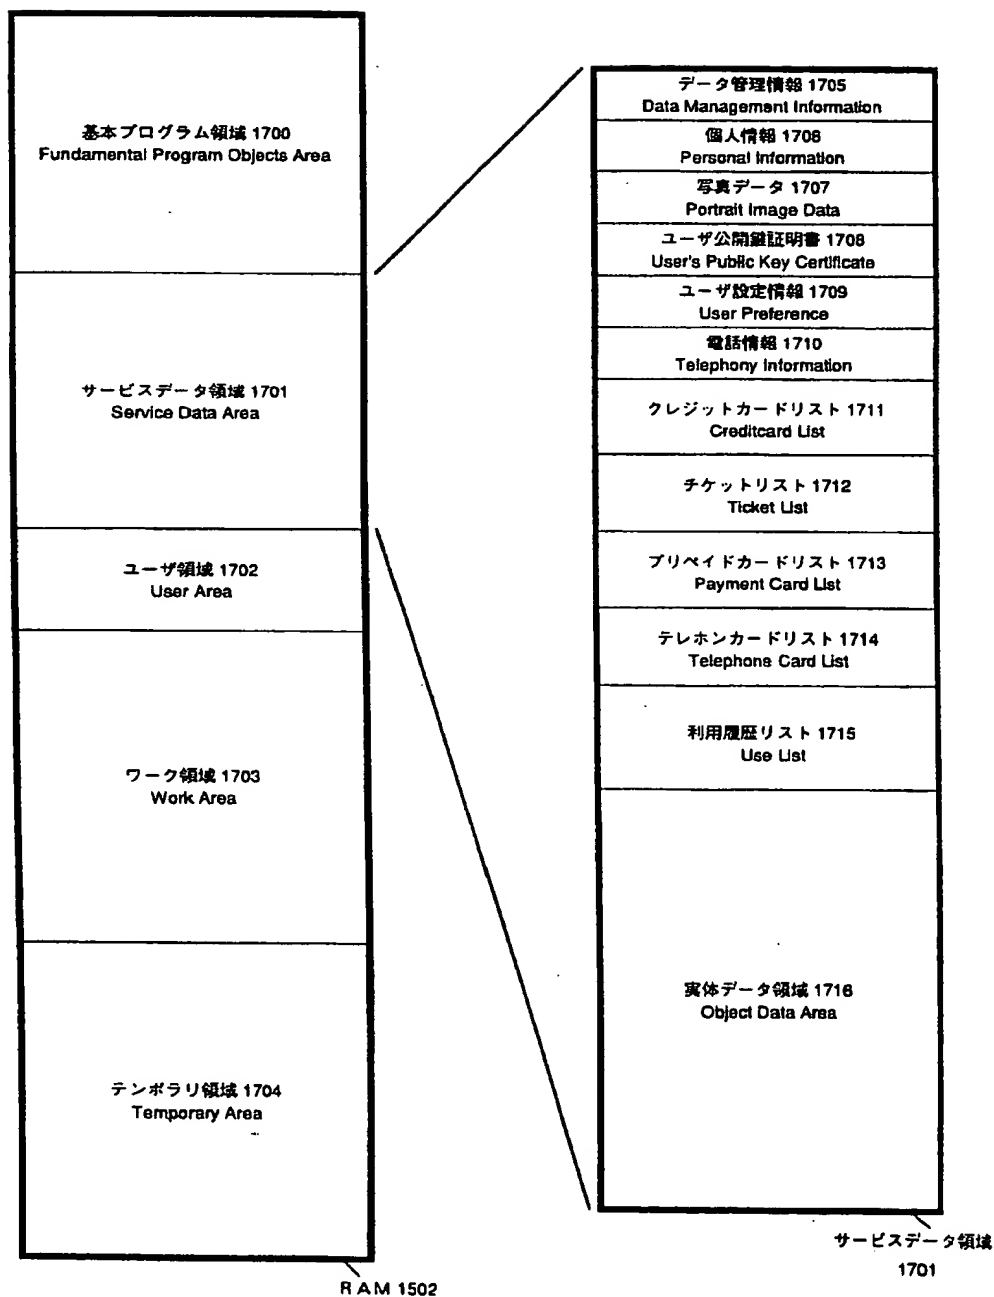 基本プログラム領域 1700
Fundamental Program Objects Area
サービスデータ領域 1701
Service Data Area
ユーザ領域 1702
User Area
ワーク領域 1703
Work Area
テンポラリ領域 1704
Temporary Area
RAM 1502
データ管理情報 1705
Data Management Information
個人情報 1706
Personal Information
写真データ 1707
Portrait Image Data
ユーザ公開鍵証明書 1708
User's Public Key Certificate
ユーザ設定情報 1709
User Preference
電話情報 1710
Telephony Information
クレジットカードリスト 1711
Creditcard List
チケットリスト 1712
Ticket List
プリペイドカードリスト 1713
Payment Card List
テレホンカードリスト 1714
Telephone Card List
利用履歴リスト 1715
Use List
実体データ領域 1716
Object Data Area
サービスデータ領域
1701